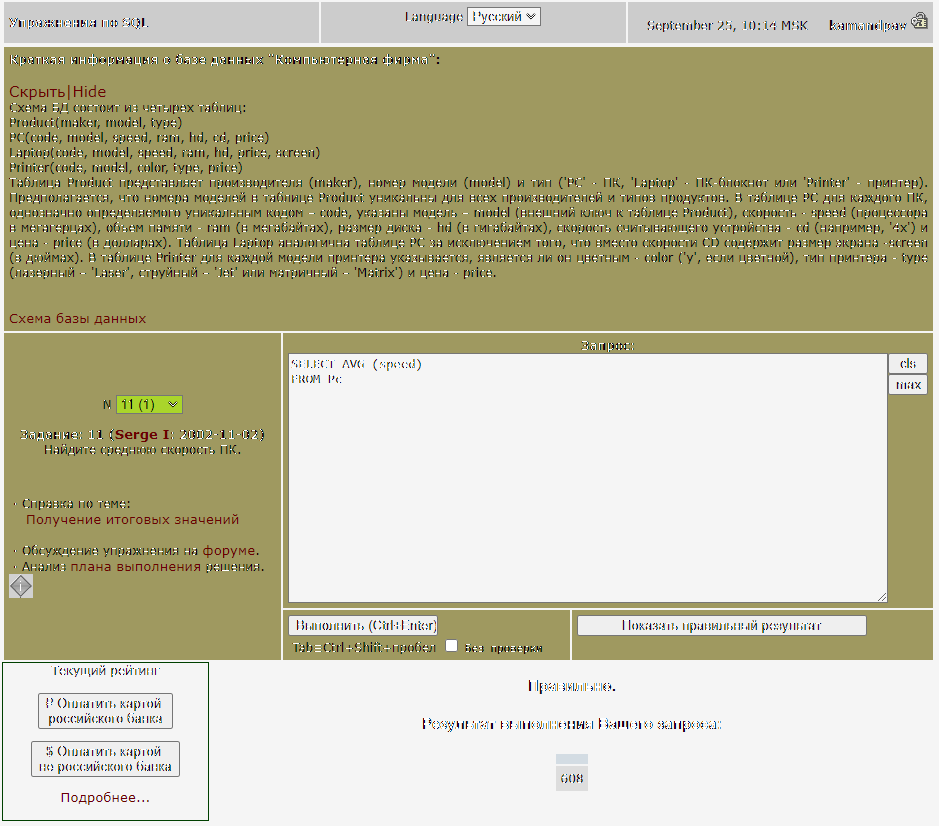 Упражнения по SQL
Language Русский
September 25, 10:14 MSK kamandpav
Краткая информация о базе данных "Компьютерная фирма":
Скрыть|Hide
Схема БД состоит из четырех таблиц:
Product(maker, model, type)
PC(code, model, speed, ram, hd, cd, price)
Laptop(code, model, speed, ram, hd, price, screen)
Printer(code, model, color, type, price)
Таблица Product представляет производителя (maker), номер модели (model) и тип ('PC' - ПК, 'Laptop' - ПК-блокнот или 'Printer' - принтер).
Предполагается, что номера моделей в таблице Product уникальны для всех производителей и типов продуктов. В таблице PC для каждого ПК,
однозначно определяемого уникальным кодом – code, указаны модель – model (внешний ключ к таблице Product), скорость - speed (процессора
в мегагерцах), объем памяти - ram (в мегабайтах), размер диска - hd (в гигабайтах), скорость считывающего устройства - cd (например, '4x') и
цена - price (в долларах). Таблица Laptop аналогична таблице РС за исключением того, что вместо скорости CD содержит размер экрана -screen
(в дюймах). В таблице Printer для каждой модели принтера указывается, является ли он цветным - color ('y', если цветной), тип принтера - type
(лазерный – 'Laser', струйный – 'Jet' или матричный – 'Matrix') и цена - price.
Схема базы данных
Запрос:
SELECT AVG (speed)
FROM Pc
cls
max
N 11 (1)
Задание: 11 (Serge I: 2002-11-02)
Найдите среднюю скорость ПК.
· Справка по теме:
Получение итоговых значений
· Обсуждение упражнения на форуме.
· Анализ плана выполнения решения.
Выполнить (Ctrl+Enter)
Показать правильный результат
Tab=Ctrl+Shift+пробел Без проверки
Текущий рейтинг
₽ Оплатить картой
российского банка
$ Оплатить картой
не российского банка
Подробнее...
Правильно.
Результат выполнения Вашего запроса:
608